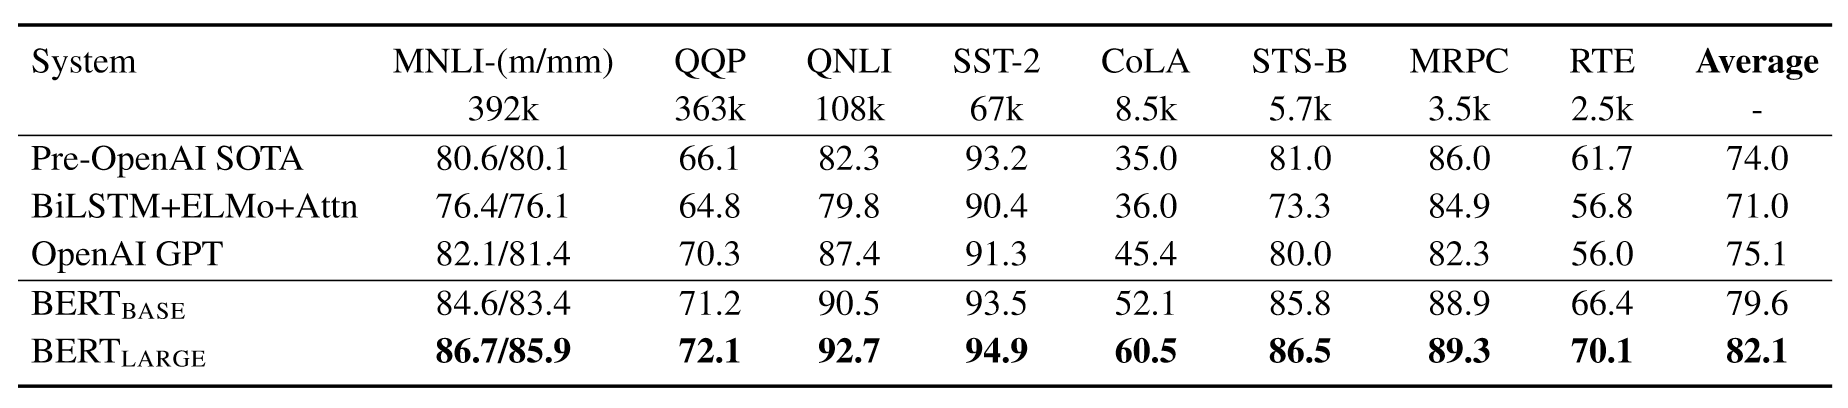 System MNLI-(m/mm) QQP QNLI SST-2 CoLA STS-B MRPC RTE Average
392k 363k 108k 67k 8.5k 5.7k 3.5k 2.5k -
Pre-OpenAI SOTA 80.6/80.1 66.1 82.3 93.2 35.0 81.0 86.0 61.7 74.0
BiLSTM+ELMo+Attn 76.4/76.1 64.8 79.8 90.4 36.0 73.3 84.9 56.8 71.0
OpenAI GPT 82.1/81.4 70.3 87.4 91.3 45.4 80.0 82.3 56.0 75.1
BERTBASE 84.6/83.4 71.2 90.5 93.5 52.1 85.8 88.9 66.4 79.6
BERTLARGE 86.7/85.9 72.1 92.7 94.9 60.5 86.5 89.3 70.1 82.1